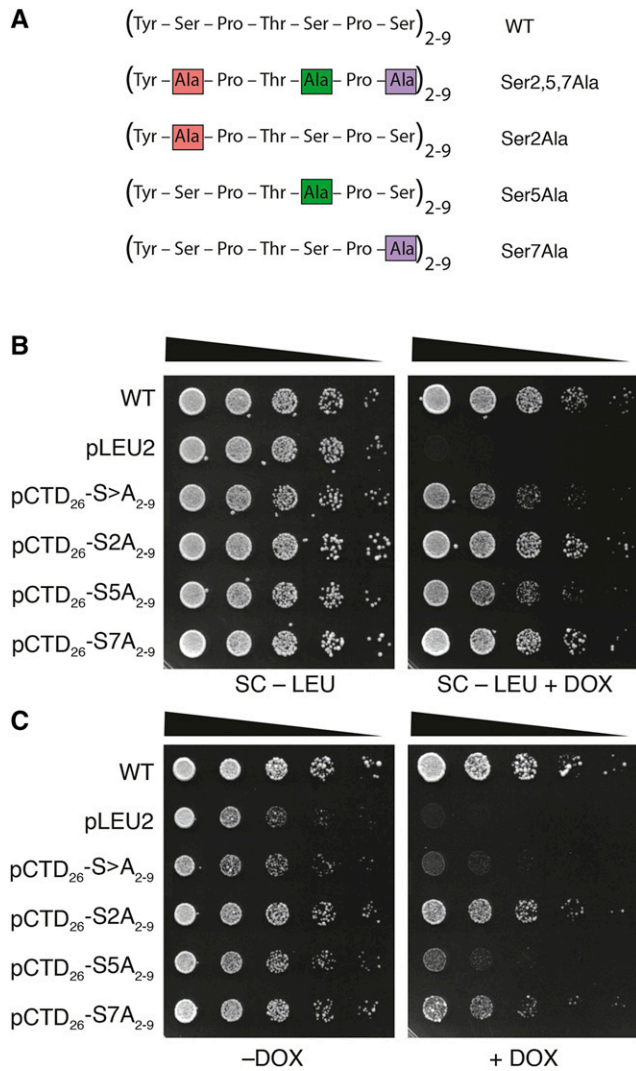 A
(Tyr – Ser – Pro – Thr – Ser – Pro – Ser)2-9 WT
(Tyr – Ala – Pro – Thr – Ala – Pro – Ala)2-9 Ser2,5,7Ala
(Tyr – Ala – Pro – Thr – Ser – Pro – Ser)2-9 Ser2Ala
(Tyr – Ser – Pro – Thr – Ala – Pro – Ser)2-9 Ser5Ala
(Tyr – Ser – Pro – Thr – Ser – Pro – Ala)2-9 Ser7Ala
B
WT
pLEU2
pCTD26-S>A2-9
pCTD26-S2A2-9
pCTD26-S5A2-9
pCTD26-S7A2-9
SC – LEU SC – LEU + DOX
C
WT
pLEU2
pCTD26-S>A2-9
pCTD26-S2A2-9
pCTD26-S5A2-9
pCTD26-S7A2-9
–DOX + DOX